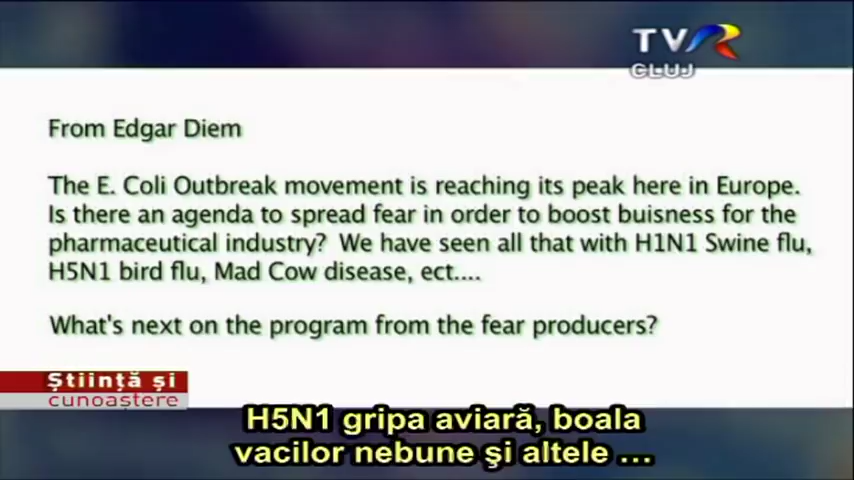 TVR
CLUJ
From Edgar Diem
The E. Coli Outbreak movement is reaching its peak here in Europe.
Is there an agenda to spread fear in order to boost buisness for the
pharmaceutical industry? We have seen all that with H1N1 Swine flu,
H5N1 bird flu, Mad Cow disease, ect....
What's next on the program from the fear producers?
Știință și
cunoaștere
H5N1 gripa aviară, boala
vacilor nebune şi altele ...